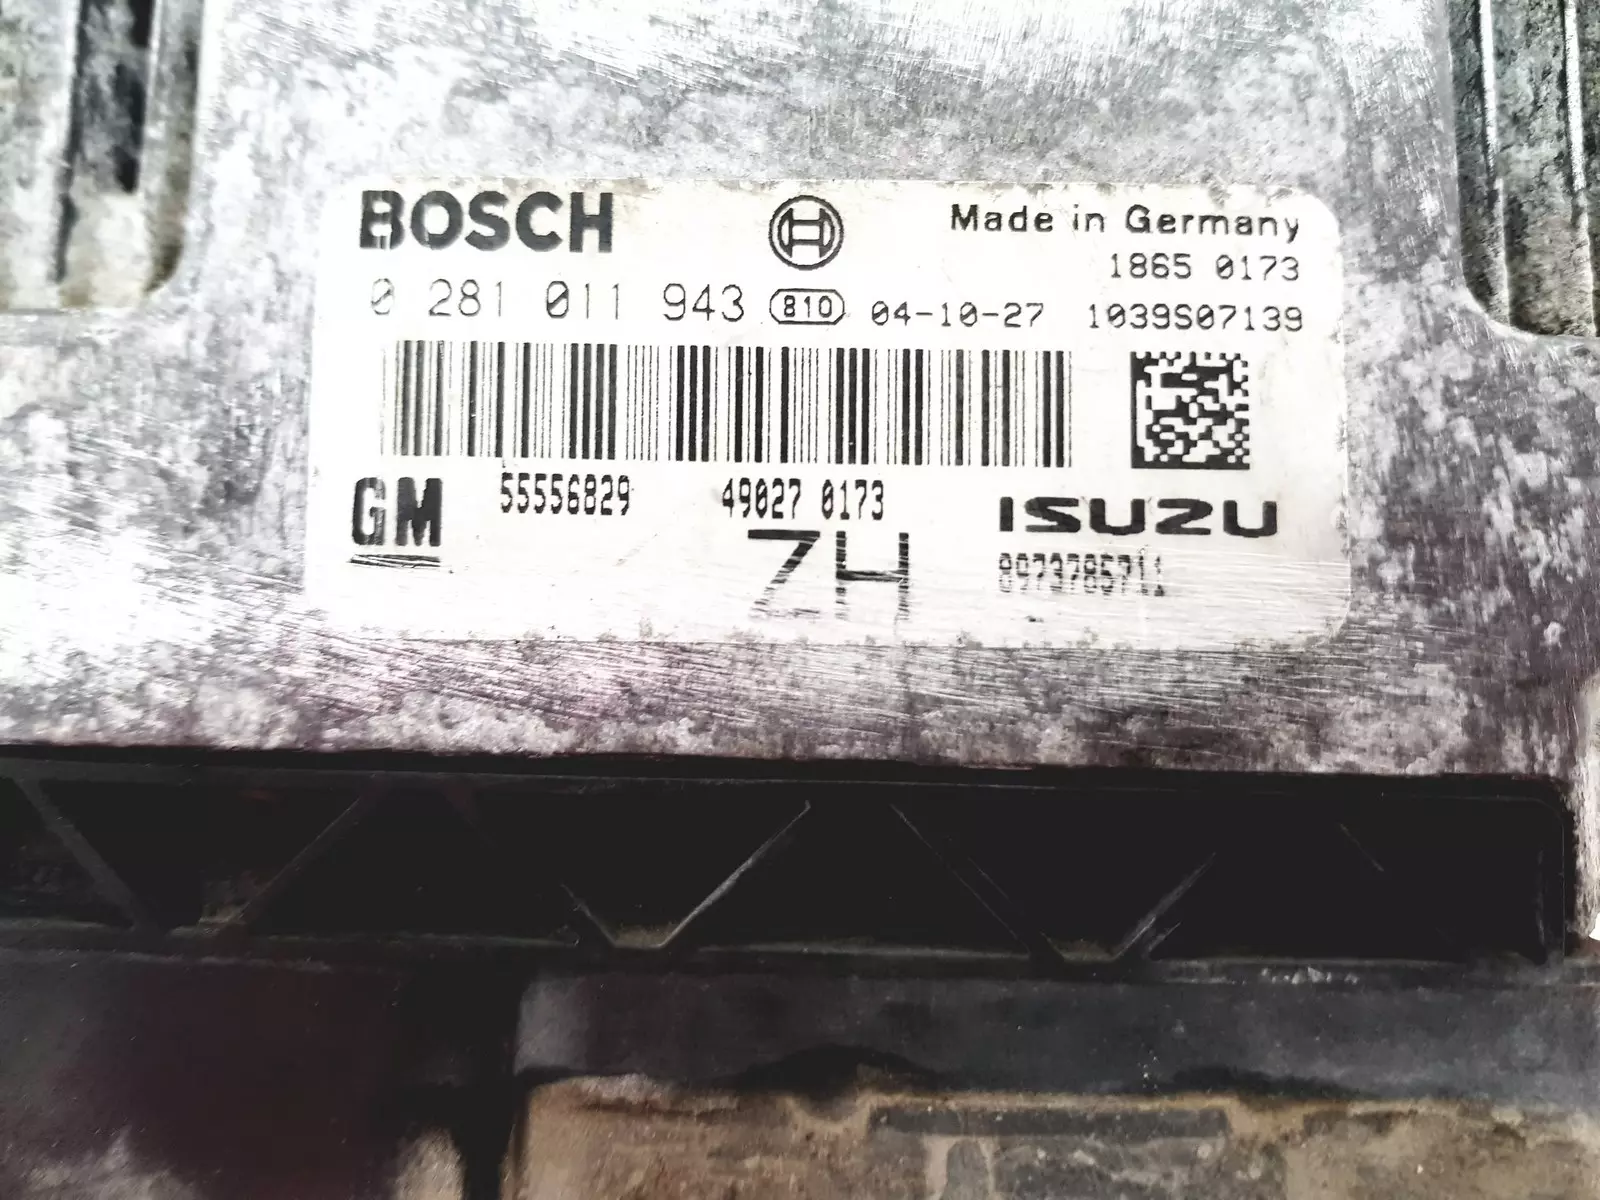 BOSCH
Made in Germany
1865 0173
0 281 011 943 810 04-10-27 1039S07139
GM 55556829 49027 0173 ISUZU
ZH 8973785711